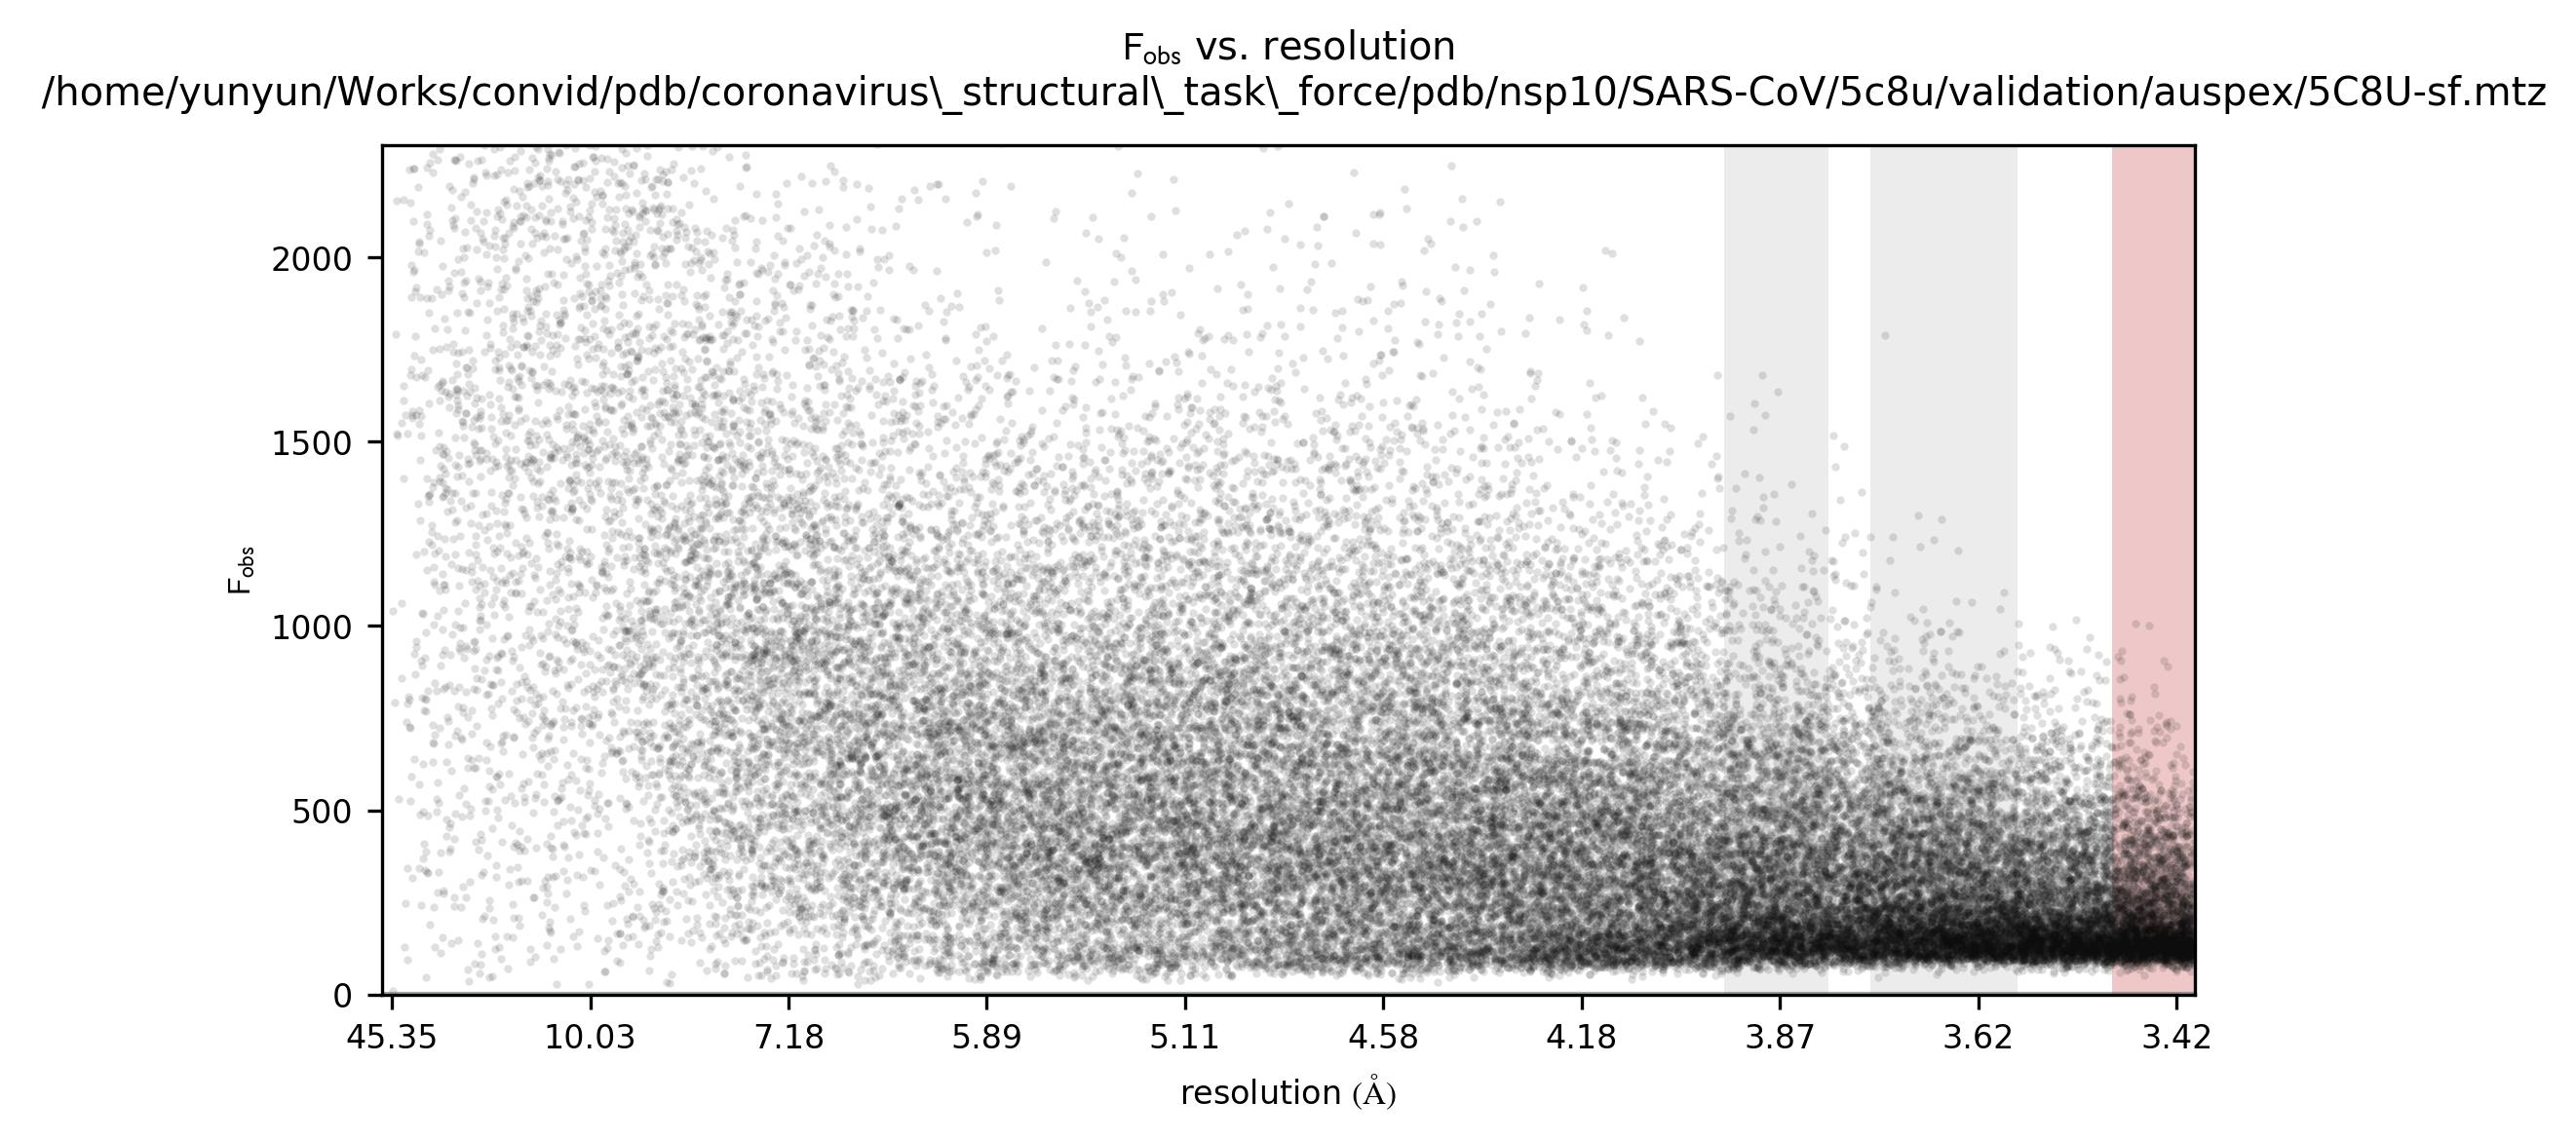 Fobs vs. resolution
/home/yunyun/Works/convid/pdb/coronavirus\_structural\_task\_force/pdb/nsp10/SARS-CoV/5c8u/validation/auspex/5C8U-sf.mtz
2000
1500
1000
500
0
Fobs
45.35 10.03 7.18 5.89 5.11 4.58 4.18 3.87 3.62 3.42
resolution (Å)